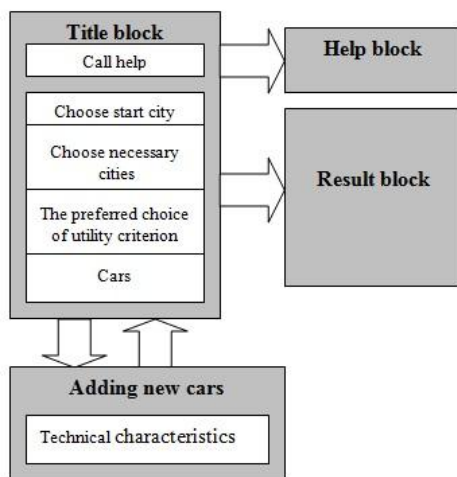 Title block
Call help
Choose start city
Choose necessary
cities
The preferred choice
of utility criterion
Cars
Help block
Result block
Adding new cars
Technical characteristics